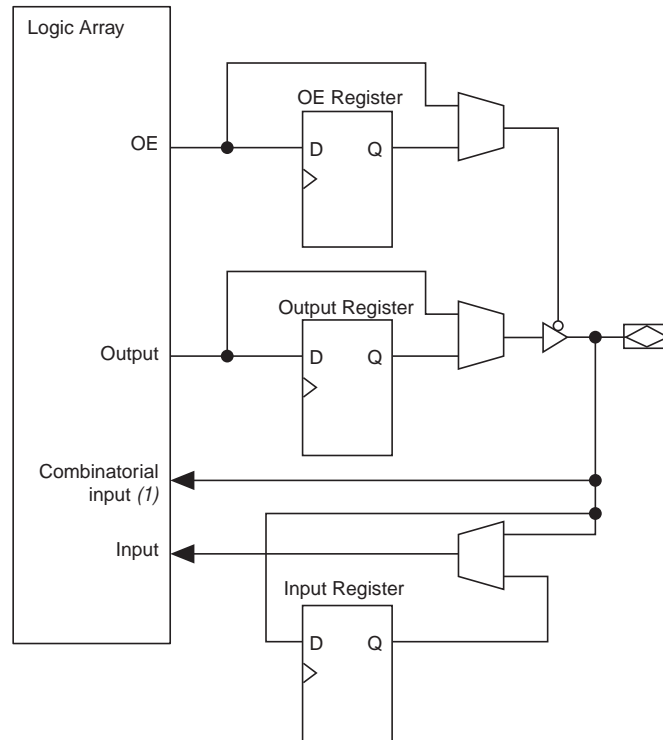 Logic Array
OE Register
OE
D Q
Output Register
Output
D Q
Combinatorial
input (1)
Input
Input Register
D Q